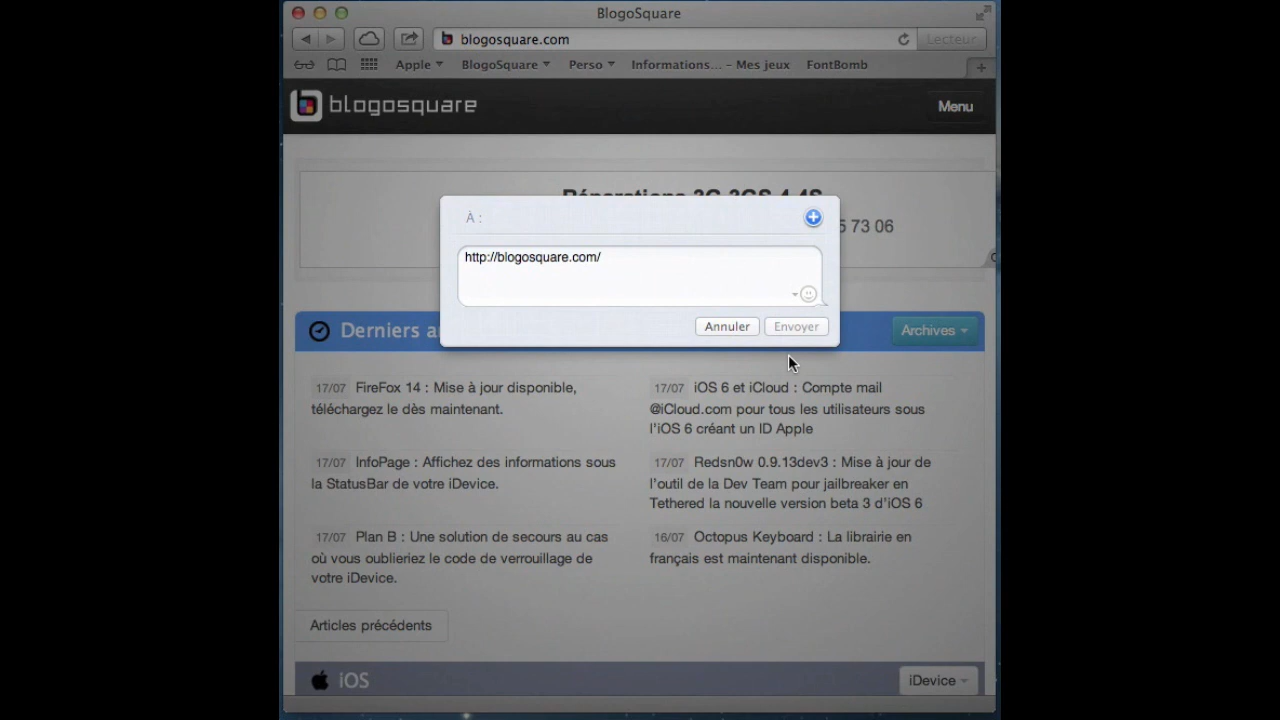 BlogoSquare
blogosquare.com
Lecteur
Apple
BlogoSquare
Perso
Informations... – Mes jeux
FontBomb
blogosquare
Menu
Réparations 3G 3GS 4 4S
5 73 06
À :
http://blogosquare.com/
Annuler
Envoyer
Derniers a
Archives
17/07 FireFox 14 : Mise à jour disponible,
téléchargez le dès maintenant.
17/07 InfoPage : Affichez des informations sous
la StatusBar de votre iDevice.
17/07 Plan B : Une solution de secours au cas
où vous oublieriez le code de verrouillage de
votre iDevice.
17/07 iOS 6 et iCloud : Compte mail
@iCloud.com pour tous les utilisateurs sous
l'iOS 6 créant un ID Apple
17/07 Redsn0w 0.9.13dev3 : Mise à jour de
l'outil de la Dev Team pour jailbreaker en
Tethered la nouvelle version beta 3 d'iOS 6
16/07 Octopus Keyboard : La librairie en
français est maintenant disponible.
Articles précédents
iOS
iDevice